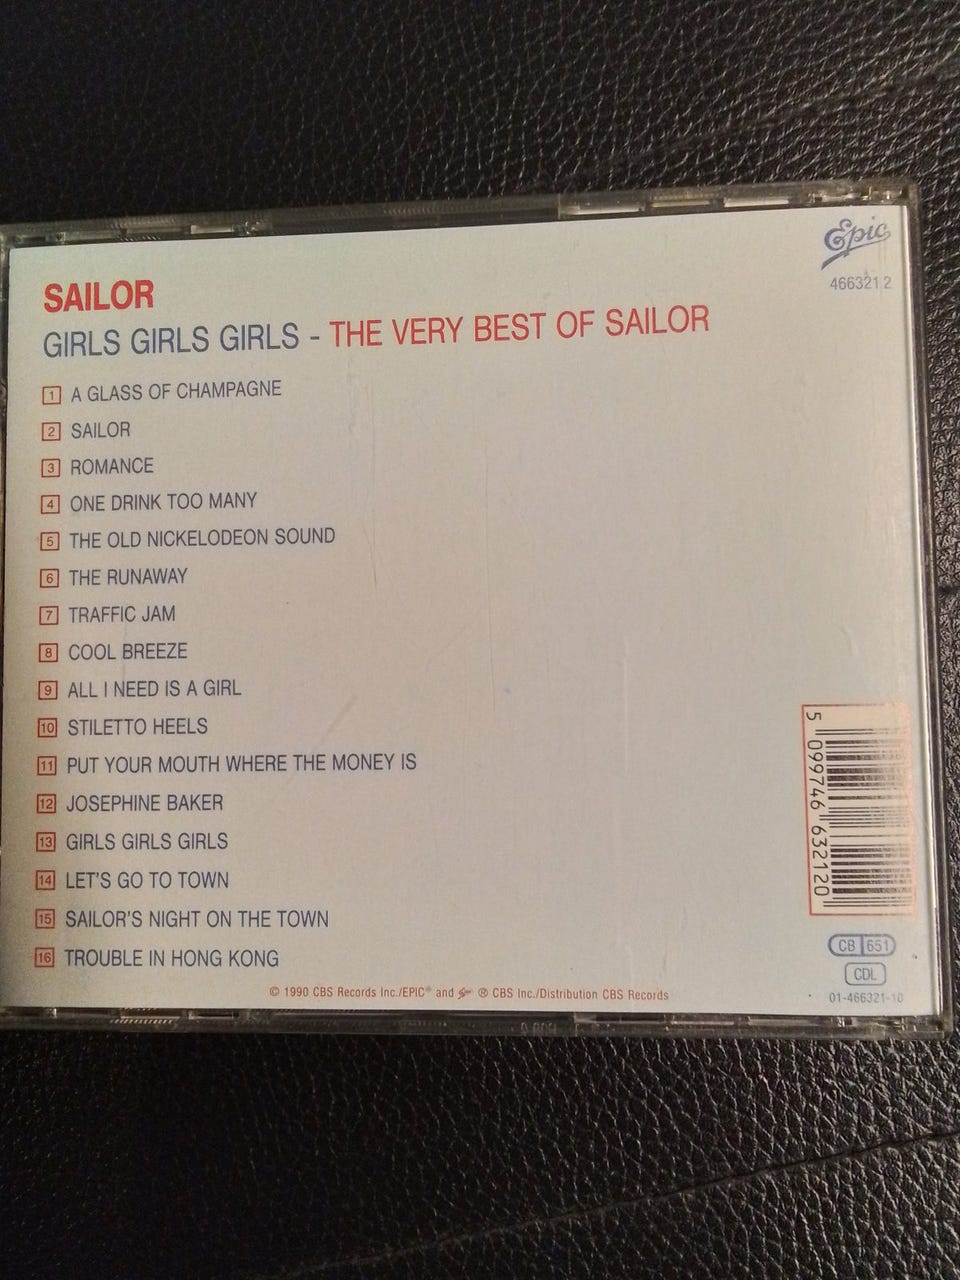 Epic
466321 2
SAILOR
GIRLS GIRLS GIRLS - THE VERY BEST OF SAILOR
1 A GLASS OF CHAMPAGNE
2 SAILOR
3 ROMANCE
4 ONE DRINK TOO MANY
5 THE OLD NICKELODEON SOUND
6 THE RUNAWAY
7 TRAFFIC JAM
8 COOL BREEZE
9 ALL I NEED IS A GIRL
10 STILETTO HEELS
11 PUT YOUR MOUTH WHERE THE MONEY IS
12 JOSEPHINE BAKER
13 GIRLS GIRLS GIRLS
14 LET'S GO TO TOWN
15 SAILOR'S NIGHT ON THE TOWN
16 TROUBLE IN HONG KONG
5 099746 632120
CB 651
CDL
01-466321-10
© 1990 CBS Records Inc./EPIC® and Epic ® CBS Inc./Distribution CBS Records